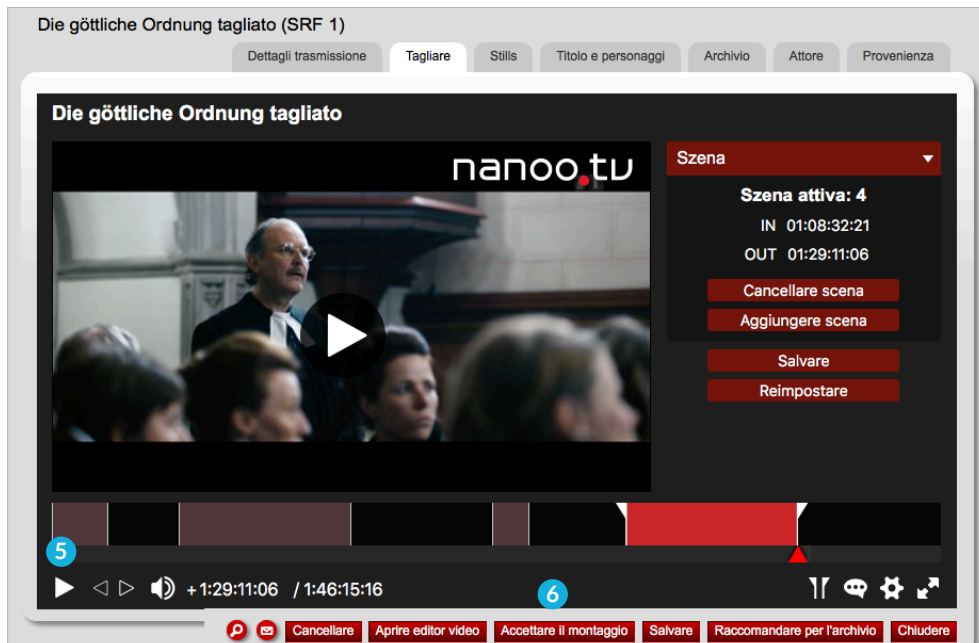 Die göttliche Ordnung tagliato (SRF 1)
Dettagli trasmissione Tagliare Stills Titolo e personaggi Archivio Attore Provenienza
Die göttliche Ordnung tagliato
nanoo.tv
Szena
Szena attiva: 4
IN 01:08:32:21
OUT 01:29:11:06
Cancellare scena
Aggiungere scena
Salvare
Reimpostare
5
+1:29:11:06 / 1:46:15:16
6
Cancellare Aprire editor video Accettare il montaggio Salvare Raccomandare per l'archivio Chiudere